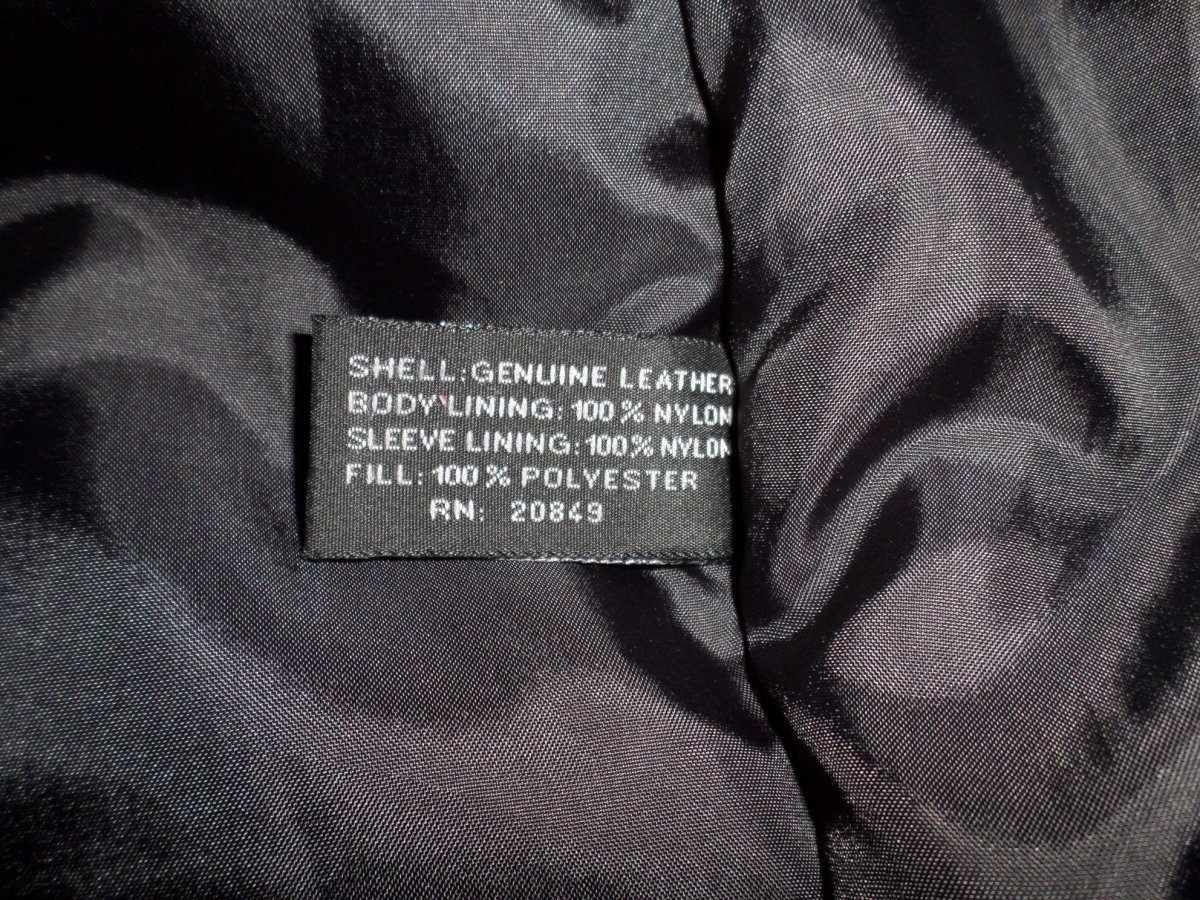 SHELL: GENUINE LEATHER
BODY LINING: 100% NYLON
SLEEVE LINING: 100% NYLON
FILL: 100% POLYESTER
RN: 20849